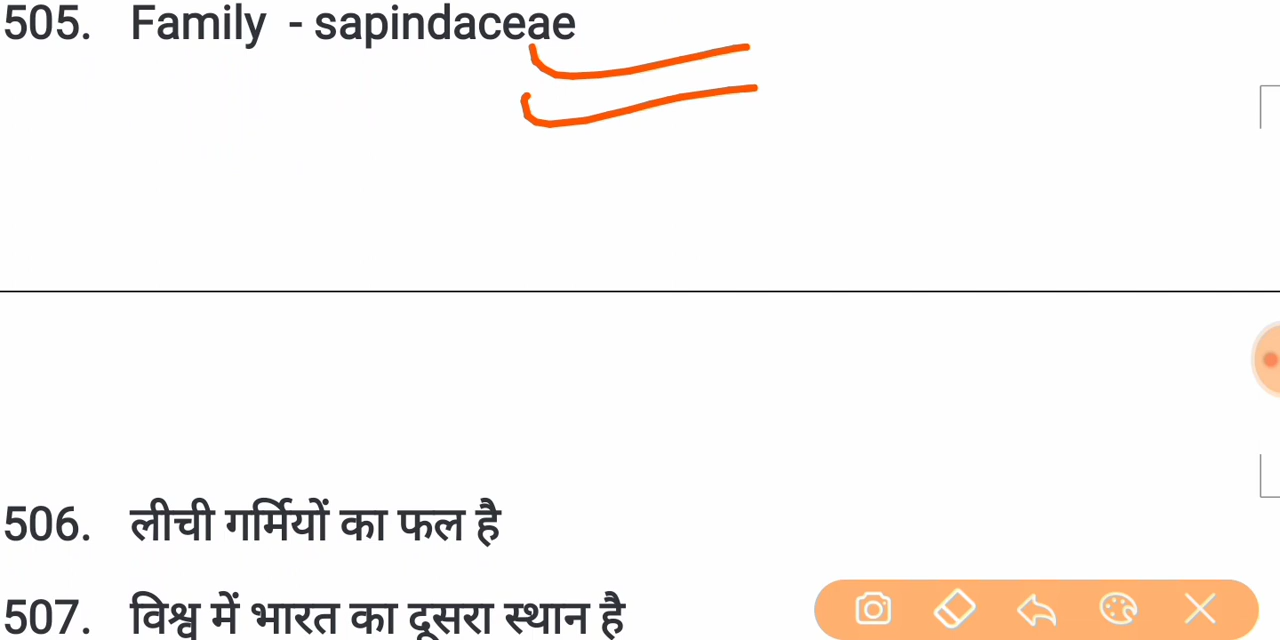 505. Family - sapindaceae
506. लीची गर्मियों का फल है
507. विश्व में भारत का दूसरा स्थान है